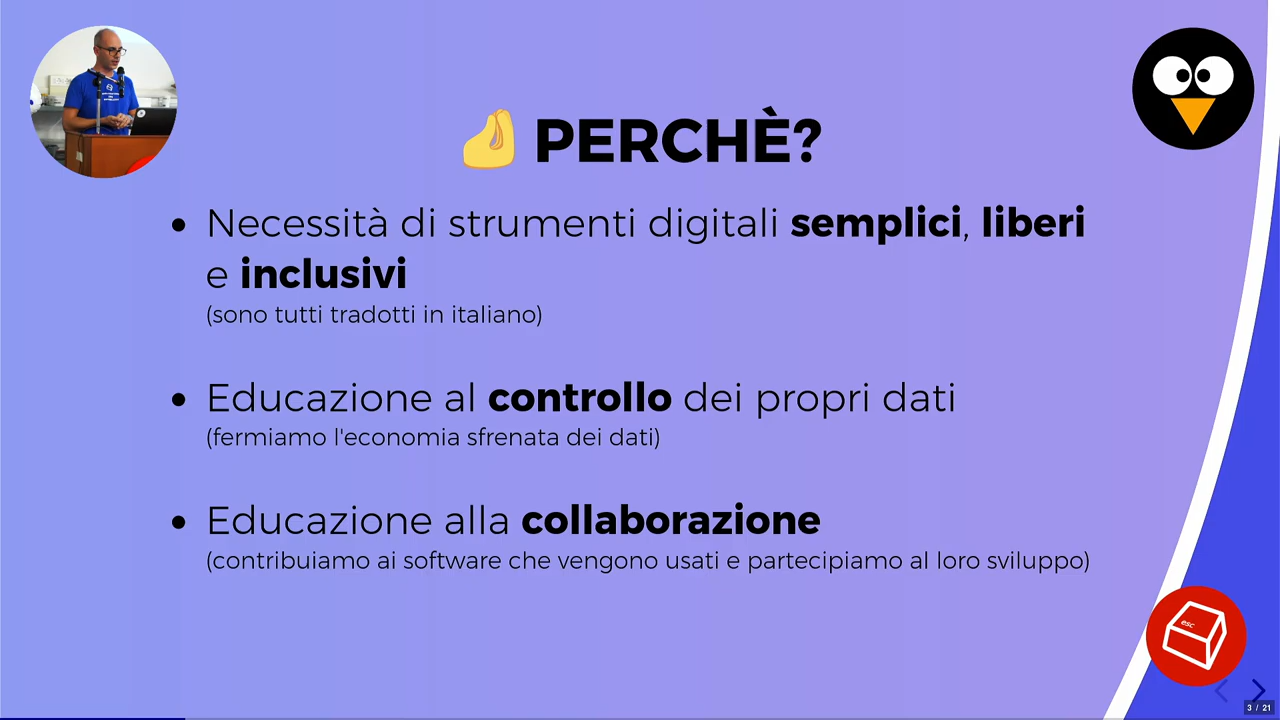 PERCHÈ?
Necessità di strumenti digitali semplici, liberi
e inclusivi
(sono tutti tradotti in italiano)
Educazione al controllo dei propri dati
(fermiamo l'economia sfrenata dei dati)
Educazione alla collaborazione
(contribuiamo ai software che vengono usati e partecipiamo al loro sviluppo)
esc
3 / 21